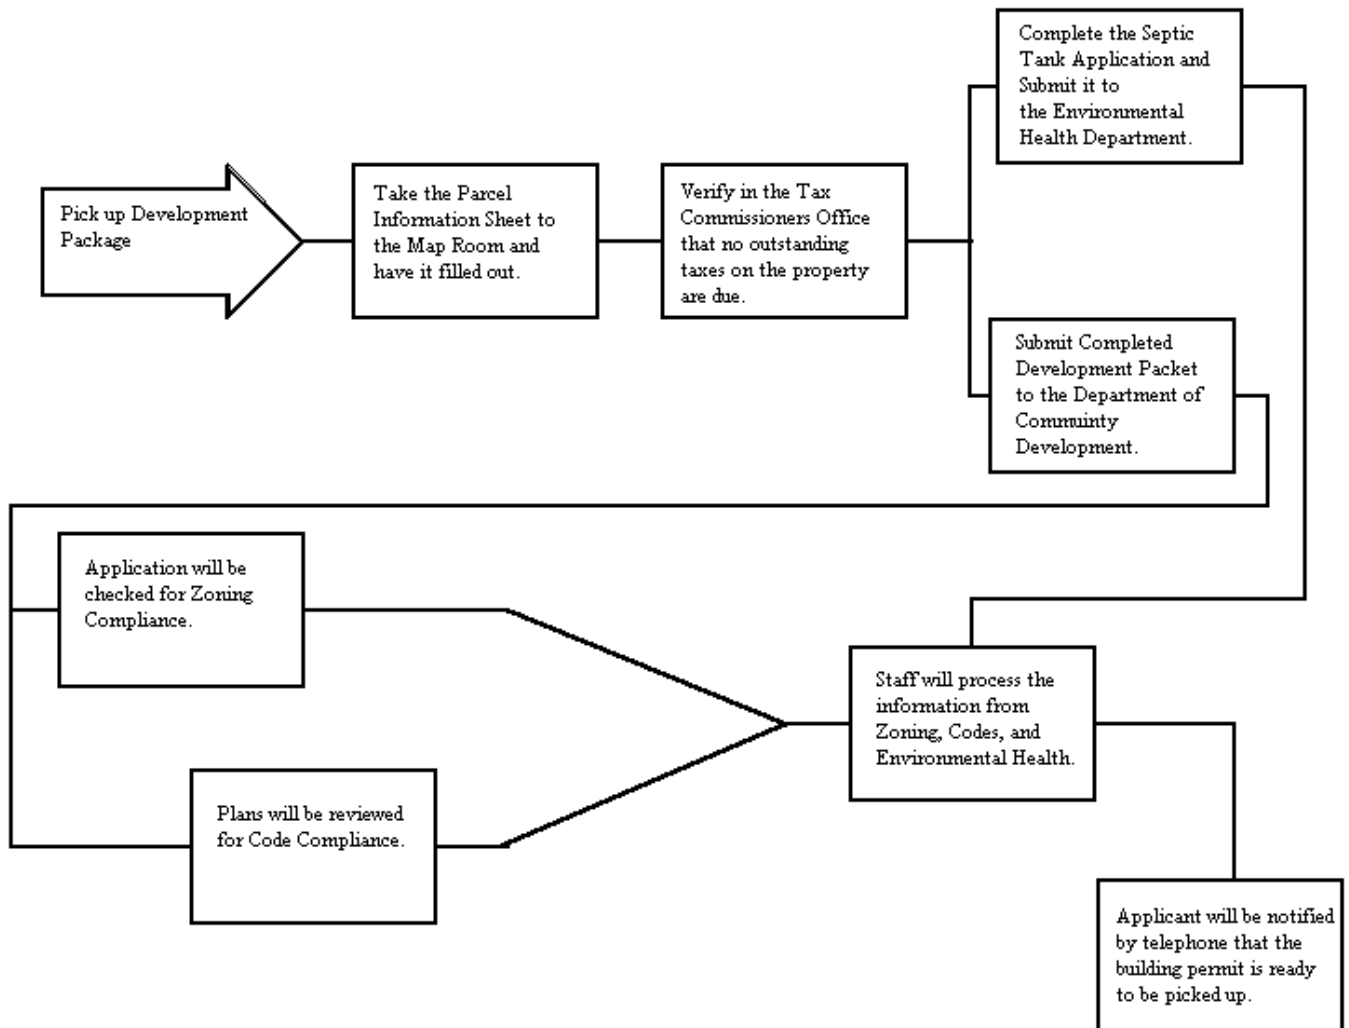 Pick up Development
Package
Take the Parcel
Information Sheet to
the Map Room and
have it filled out.
Verify in the Tax
Commissioners Office
that no outstanding
taxes on the property
are due.
Complete the Septic
Tank Application and
Submit it to
the Environmental
Health Department.
Submit Completed
Development Packet
to the Department of
Commuinty
Development.
Application will be
checked for Zoning
Compliance.
Plans will be reviewed
for Code Compliance.
Staff will process the
information from
Zoning, Codes, and
Environmental Health.
Applicant will be notified
by telephone that the
building permit is ready
to be picked up.